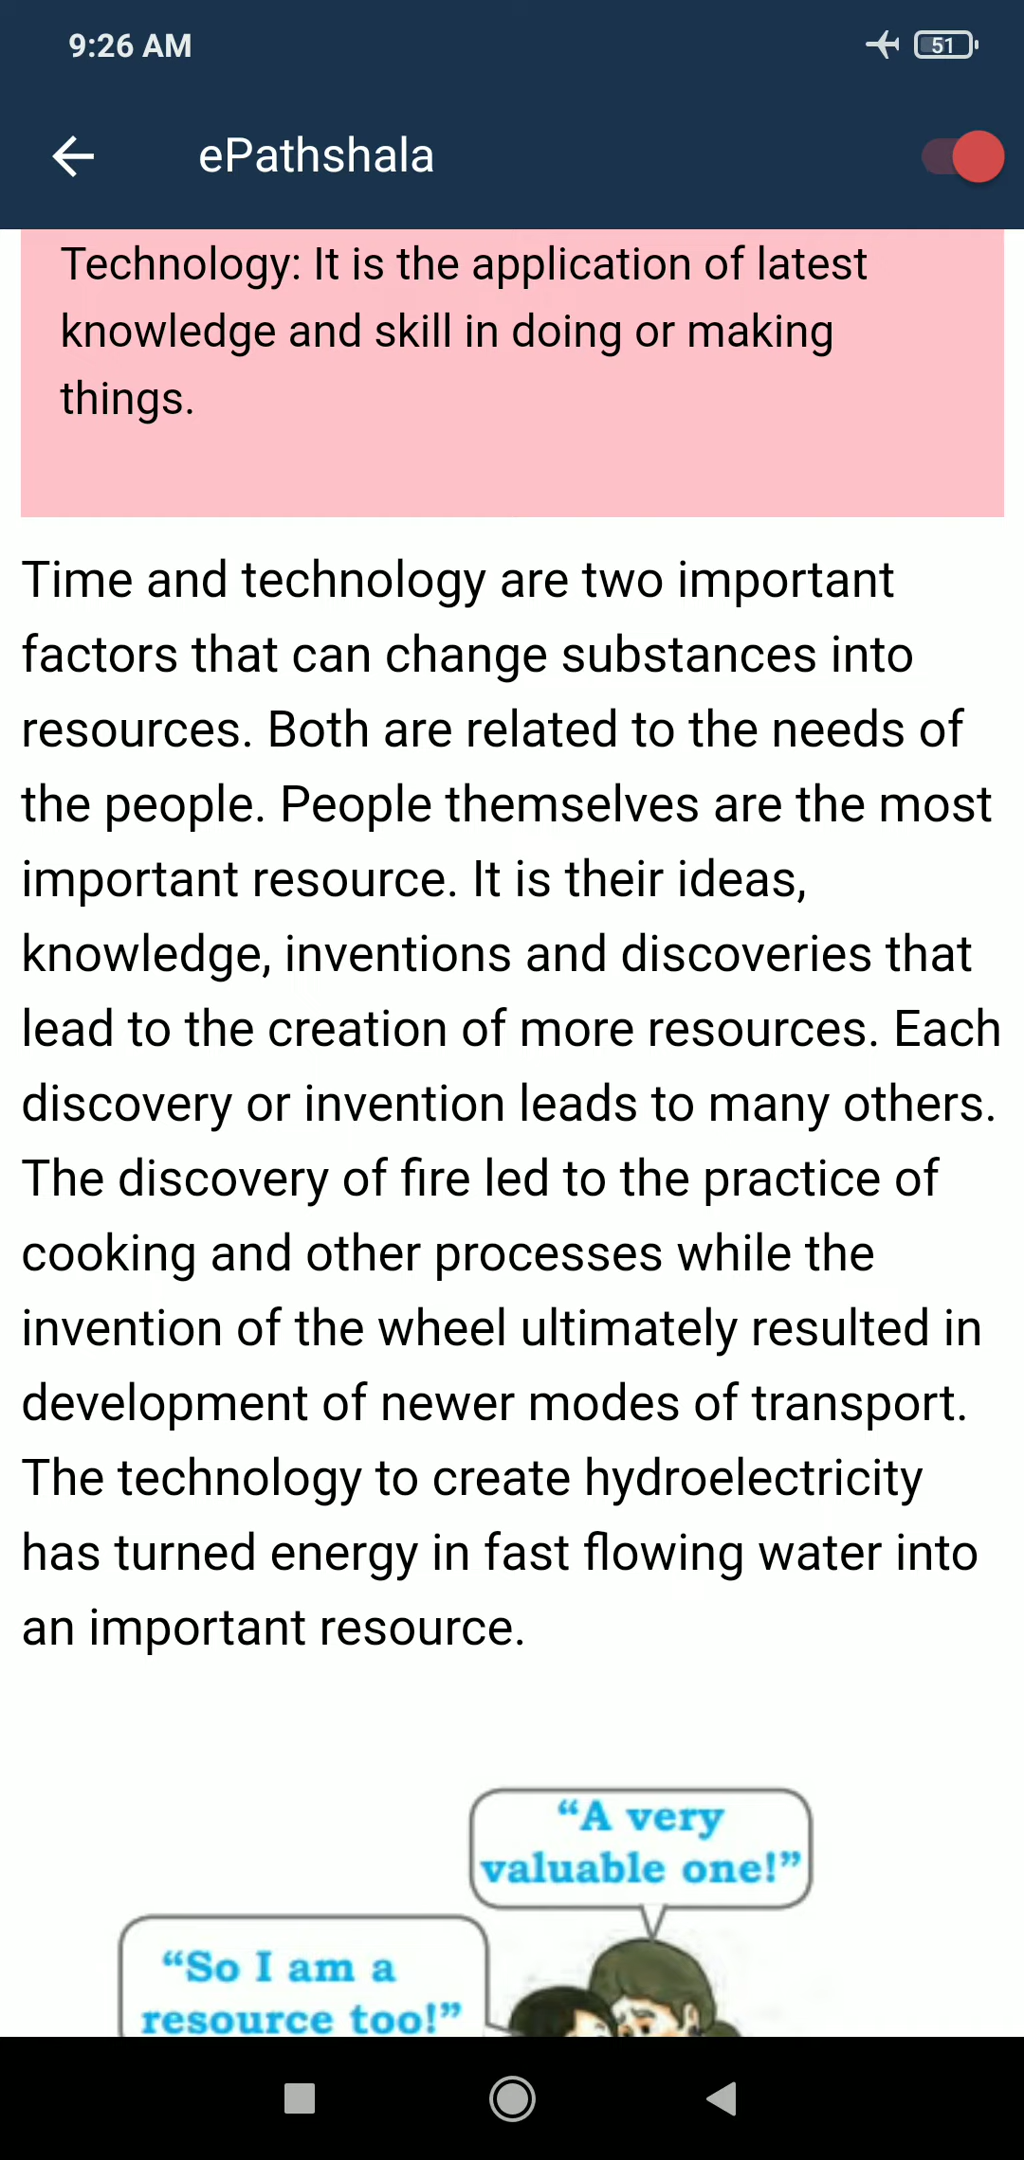 9:26 AM
51
ePathshala
Technology: It is the application of latest
knowledge and skill in doing or making
things.
Time and technology are two important
factors that can change substances into
resources. Both are related to the needs of
the people. People themselves are the most
important resource. It is their ideas,
knowledge, inventions and discoveries that
lead to the creation of more resources. Each
discovery or invention leads to many others.
The discovery of fire led to the practice of
cooking and other processes while the
invention of the wheel ultimately resulted in
development of newer modes of transport.
The technology to create hydroelectricity
has turned energy in fast flowing water into
an important resource.
“A very
valuable one!”
“So I am a
resource too!”